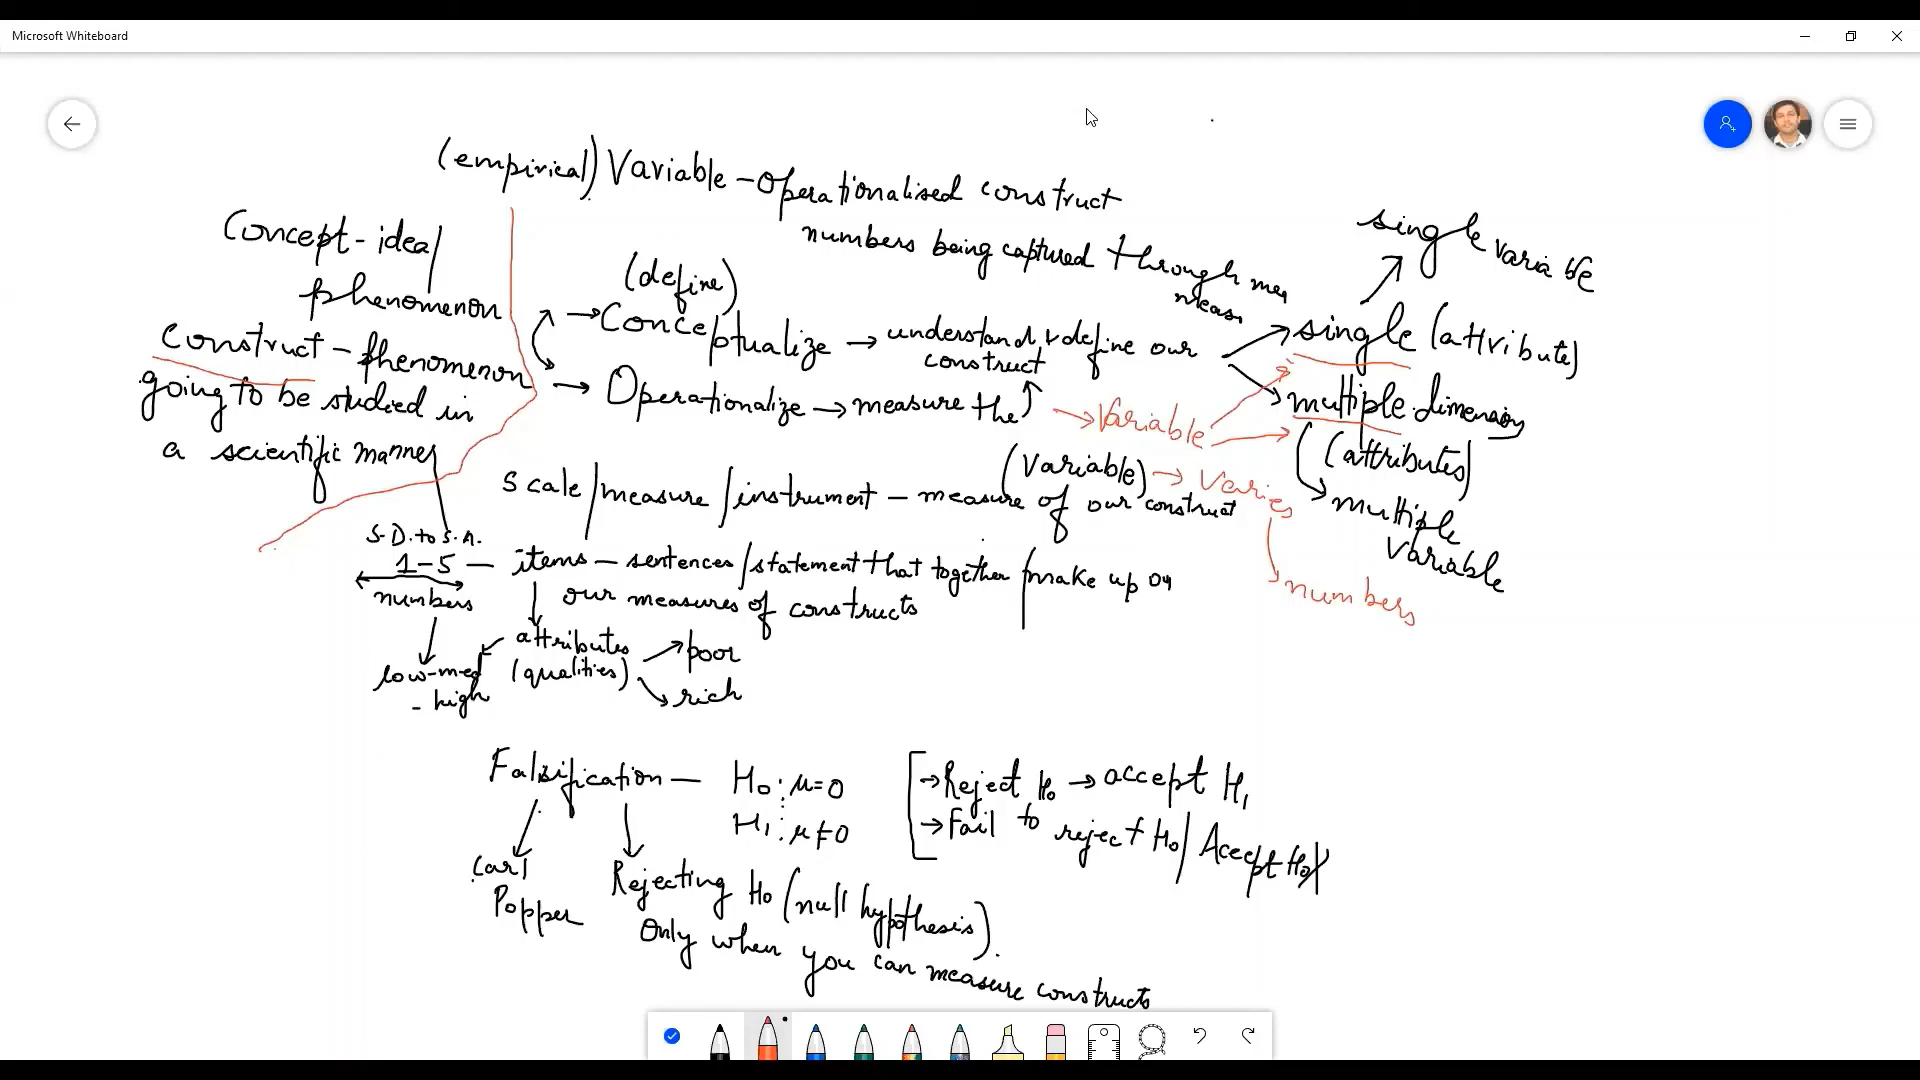 Microsoft Whiteboard
(empirical) Variable - Operationalised construct
numbers being captured through mea
meas
Concept - idea/
phenomenon
Construct - phenomenon
going to be studied in
a scientific manner
(define)
→ Conceptualize → understand & define our
construct
→ Operationalize → measure the
→ Variable
single variable
single (attribute)
multiple dimension
(attributes)
multiple
variable
(Variable) → Varies
numbers
Scale/measure/instrument - measure of our construct
S.D. to S.A.
1-5 - items - sentences/statement that together/make up ou
numbers
our measures of constructs
attributes
(qualities)
poor
rich
low-med
- high
Falsification — H0: μ=0
H1: μ≠0
→ Reject H0 → accept H1
→ Fail to reject H0/ Accept H0
Carl
Popper
Rejecting H0 (null hypothesis).
Only when you can measure constructs